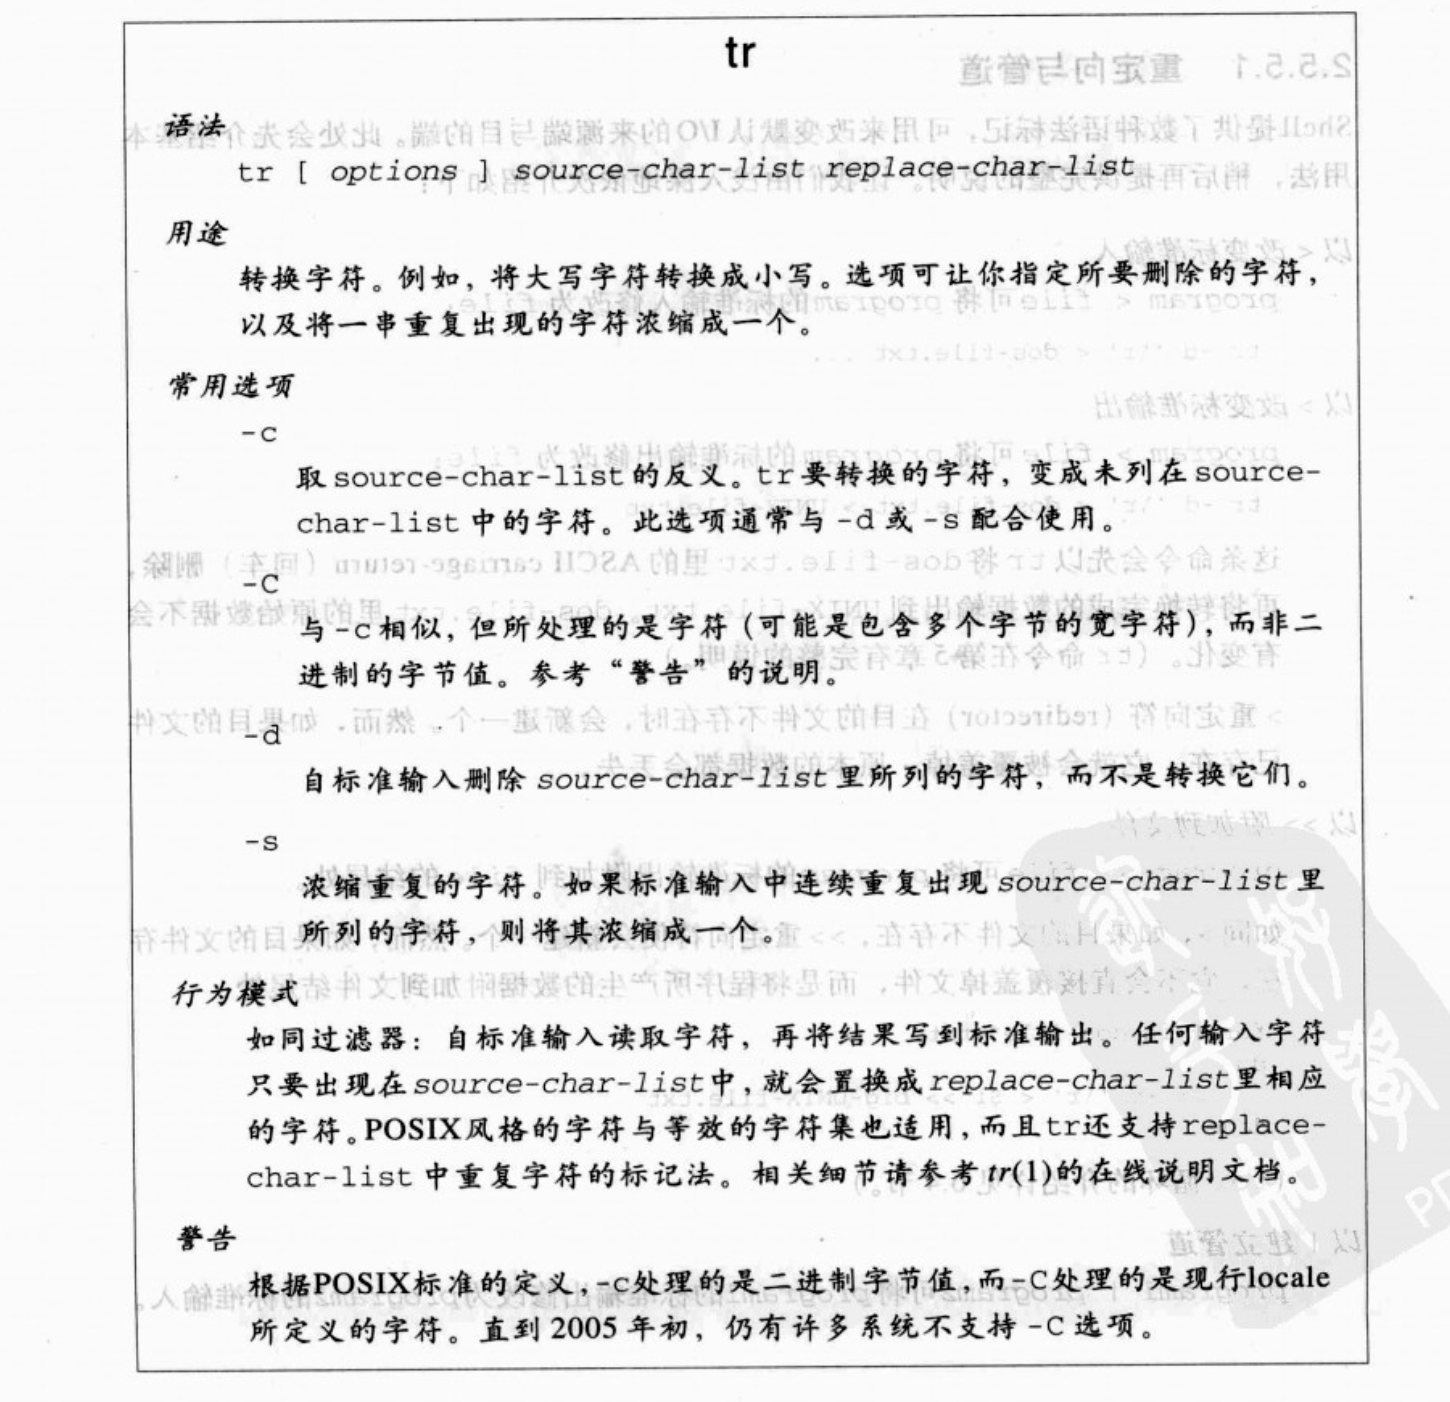 tr
语法
tr [ options ] source-char-list replace-char-list
用途
转换字符。例如，将大写字符转换成小写。选项可让你指定所要删除的字符，
以及将一串重复出现的字符浓缩成一个。
常用选项
-c
取source-char-list的反义。tr要转换的字符，变成未列在source-
char-list中的字符。此选项通常与-d或-s配合使用。
-C
与-c相似，但所处理的是字符（可能是包含多个字节的宽字符），而非二
进制的字节值。参考“警告”的说明。
-d
自标准输入删除source-char-list里所列的字符，而不是转换它们。
-s
浓缩重复的字符。如果标准输入中连续重复出现source-char-list里
所列的字符，则将其浓缩成一个。
行为模式
如同过滤器：自标准输入读取字符，再将结果写到标准输出。任何输入字符
只要出现在source-char-list中，就会置换成replace-char-list里相应
的字符。POSIX风格的字符与等效的字符集也适用，而且tr还支持replace-
char-list中重复字符的标记法。相关细节请参考tr(1)的在线说明文档。
警告
根据POSIX标准的定义，-c处理的是二进制字节值，而-C处理的是现行locale
所定义的字符。直到2005年初，仍有许多系统不支持-C选项。